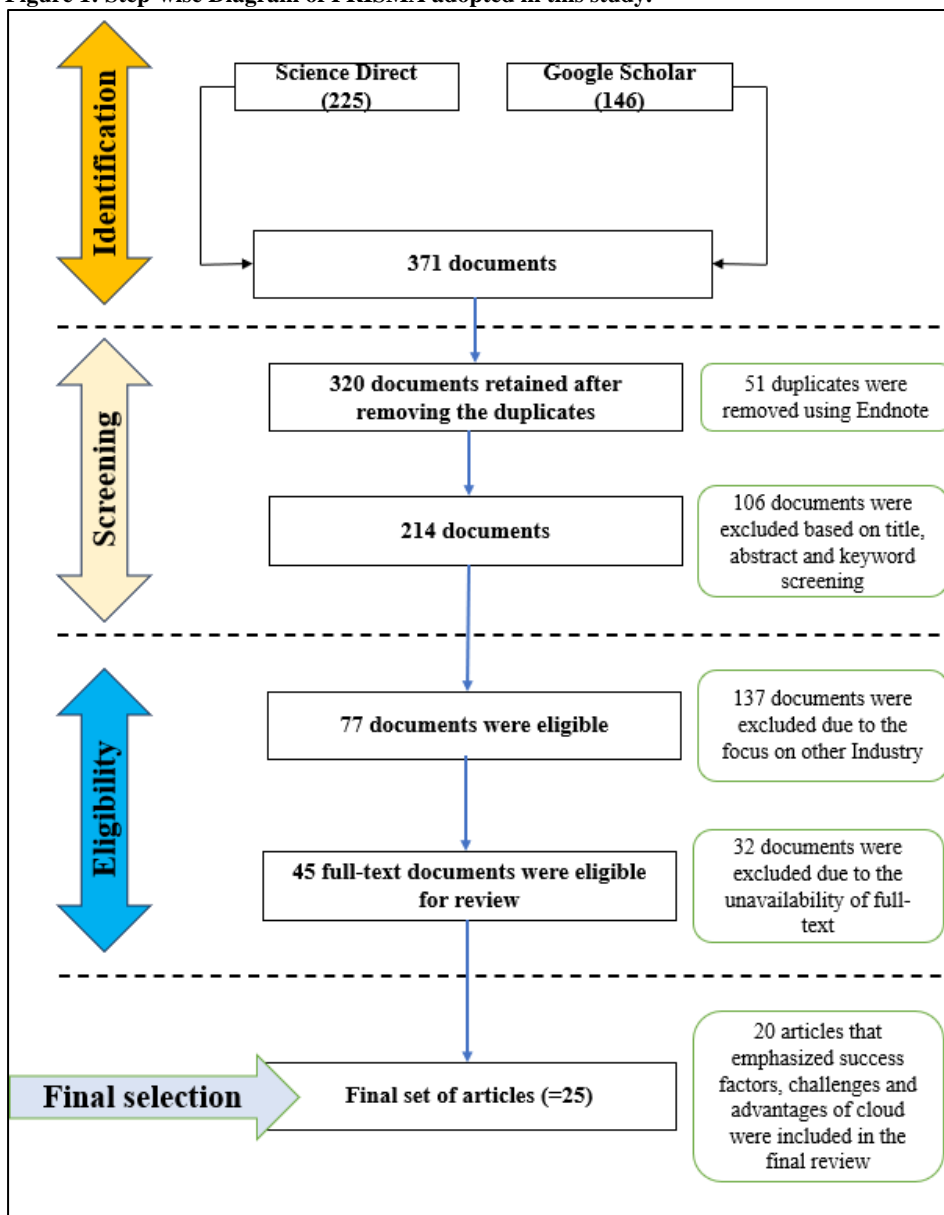 Figure 1: Step-wise Diagram of PRISMA adopted in this study.
Identification
Science Direct
(225)
Google Scholar
(146)
371 documents
Screening
320 documents retained after
removing the duplicates
51 duplicates were
removed using Endnote
214 documents
106 documents were
excluded based on title,
abstract and keyword
screening
Eligibility
77 documents were eligible
137 documents were
excluded due to the
focus on other Industry
45 full-text documents were eligible
for review
32 documents were
excluded due to the
unavailability of full-
text
Final selection
Final set of articles (=25)
20 articles that
emphasized success
factors, challenges and
advantages of cloud
were included in the
final review